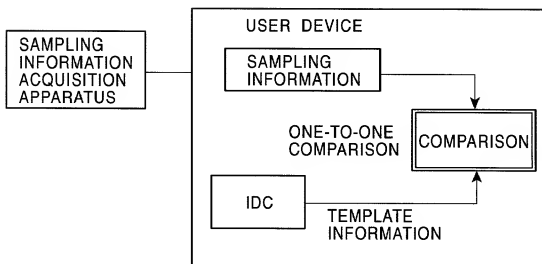 USER DEVICE
SAMPLING
INFORMATION
ACQUISITION
APPARATUS
SAMPLING
INFORMATION
ONE-TO-ONE
COMPARISON
COMPARISON
IDC
TEMPLATE
INFORMATION